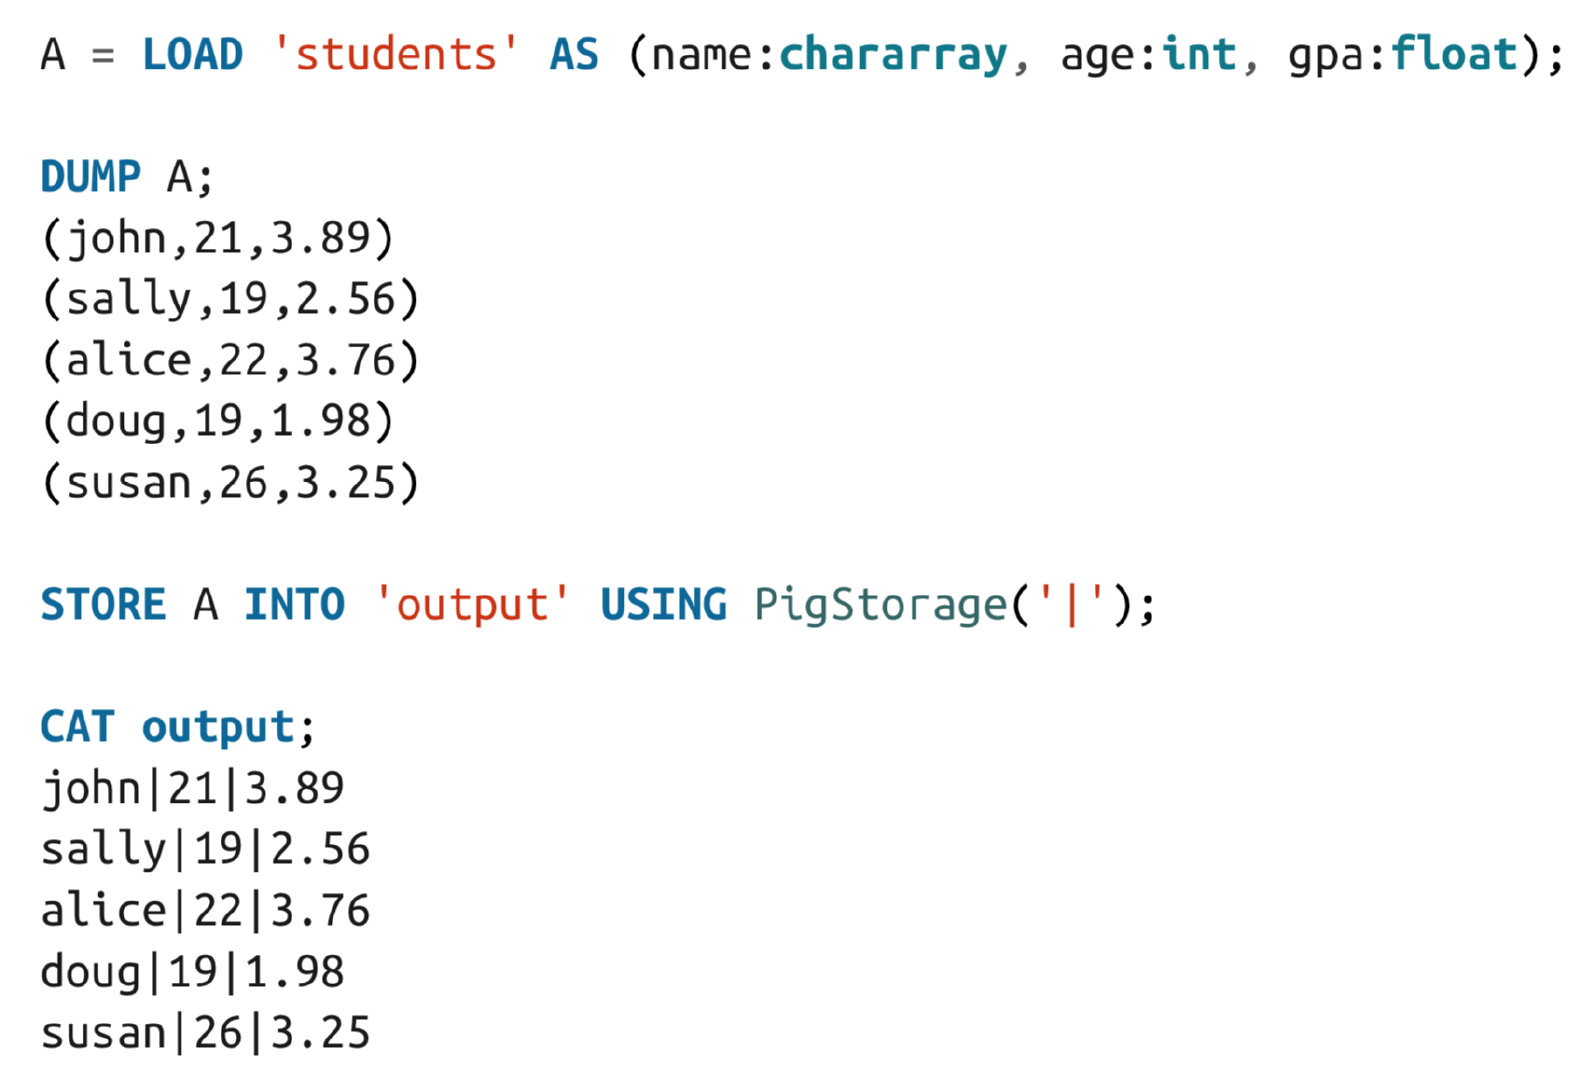 A = LOAD 'students' AS (name:chararray, age:int, gpa:float);
DUMP A;
(john,21,3.89)
(sally,19,2.56)
(alice,22,3.76)
(doug,19,1.98)
(susan,26,3.25)
STORE A INTO 'output' USING PigStorage('|');
CAT output;
john|21|3.89
sally|19|2.56
alice|22|3.76
doug|19|1.98
susan|26|3.25